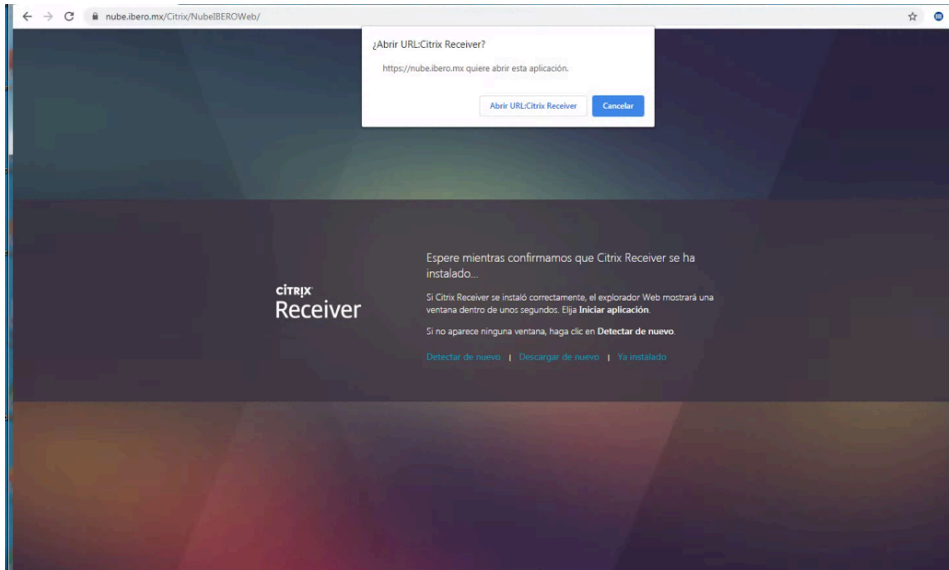 nube.ibero.mx/Citrix/NubeIBEROWeb/
¿Abrir URL:Citrix Receiver?
https://nube.ibero.mx quiere abrir esta aplicación.
Abrir URL:Citrix Receiver
Cancelar
citrix
Receiver
Espere mientras confirmamos que Citrix Receiver se ha
instalado...
Si Citrix Receiver se instaló correctamente, el explorador Web mostrará una
ventana dentro de unos segundos. Elija Iniciar aplicación.
Si no aparece ninguna ventana, haga clic en Detectar de nuevo.
Detectar de nuevo | Descargar de nuevo | Ya instalado